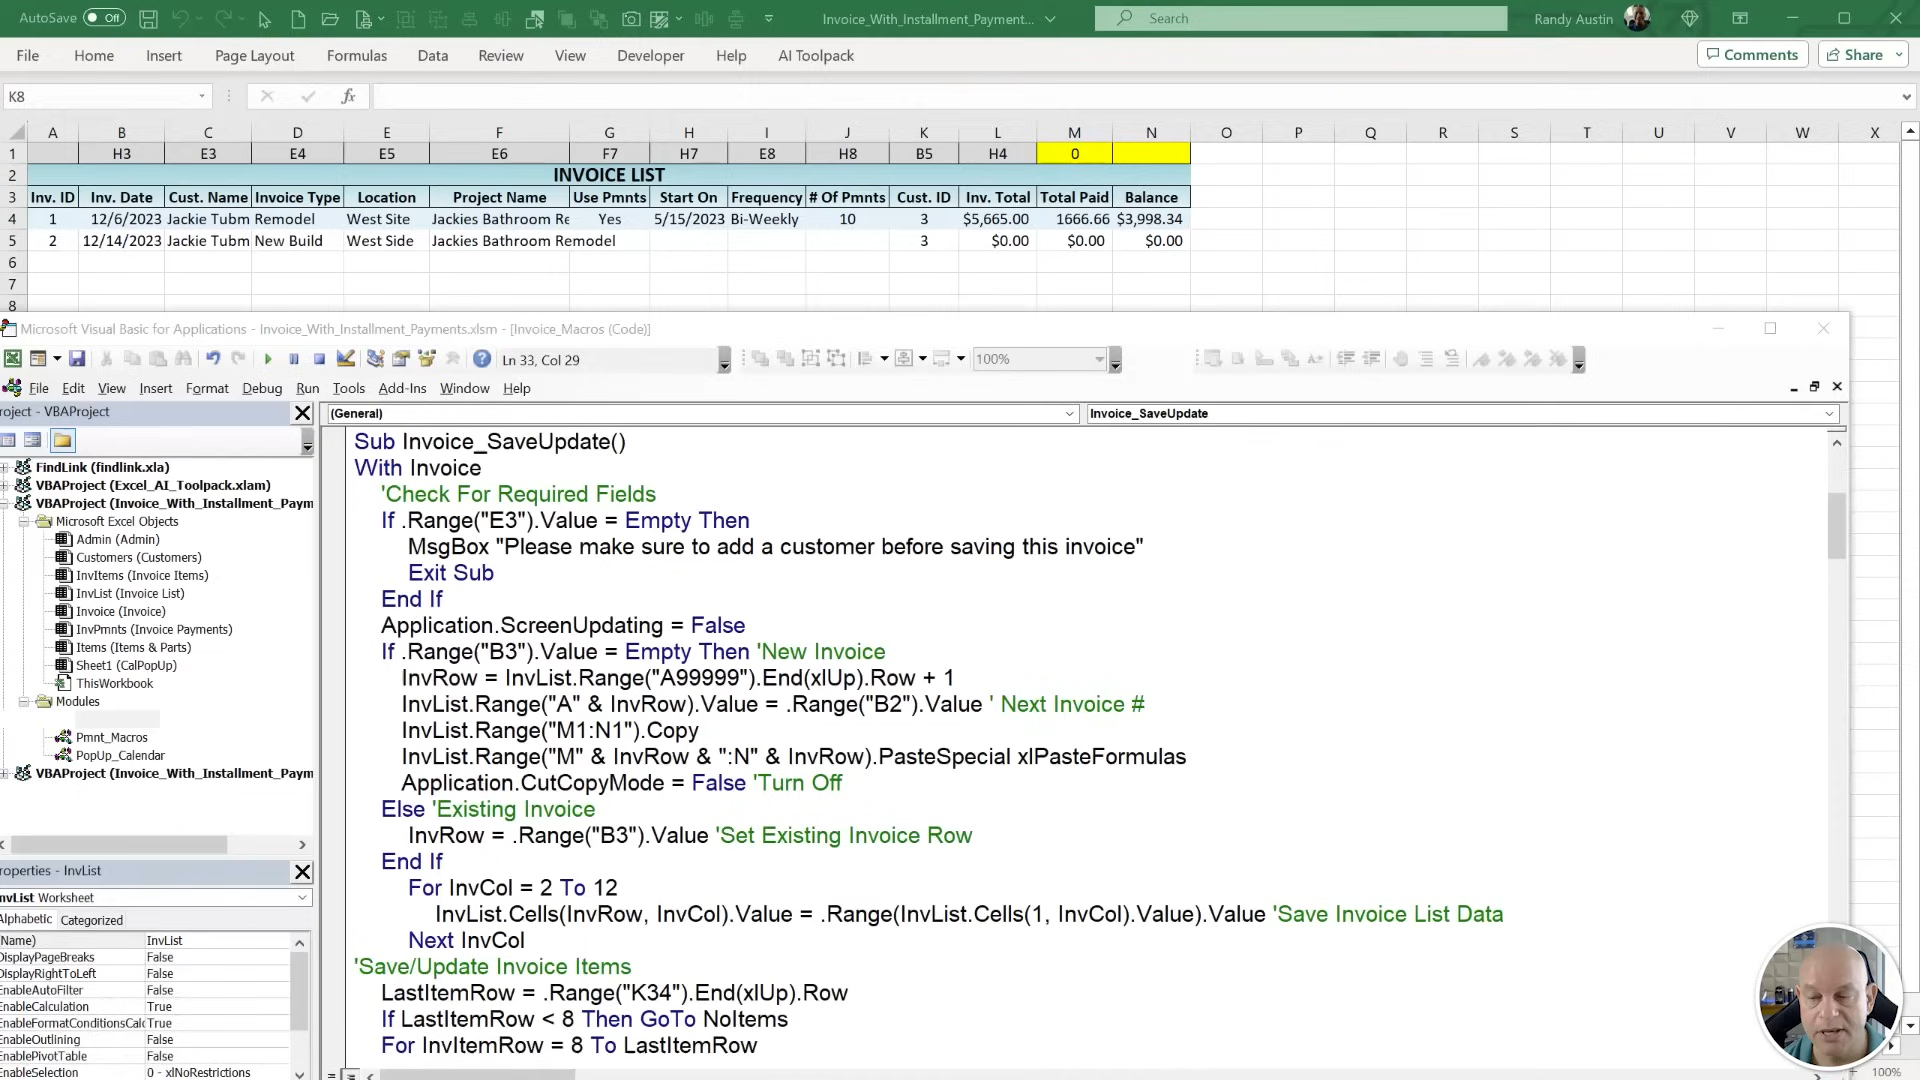 AutoSave Off Invoice_With_Installment_Payment... Search Randy Austin
File Home Insert Page Layout Formulas Data Review View Developer Help AI Toolpack Comments Share
K8 fx
A B C D E F G H I J K L M N O P Q R S T U V W X
1 H3 E3 E4 E5 E6 F7 H7 E8 H8 B5 H4 0
2 INVOICE LIST
3 Inv. ID Inv. Date Cust. Name Invoice Type Location Project Name Use Pmnts Start On Frequency # Of Pmnts Cust. ID Inv. Total Total Paid Balance
4 1 12/6/2023 Jackie Tubm Remodel West Site Jackies Bathroom Re Yes 5/15/2023 Bi-Weekly 10 3 $5,665.00 1666.66 $3,998.34
5 2 12/14/2023 Jackie Tubm New Build West Side Jackies Bathroom Remodel 3 $0.00 $0.00 $0.00
6
7
8
Microsoft Visual Basic for Applications - Invoice_With_Installment_Payments.xlsm - [Invoice_Macros (Code)]
Ln 33, Col 29 100%
File Edit View Insert Format Debug Run Tools Add-Ins Window Help
roject - VBAProject
(General) Invoice_SaveUpdate
FindLink (findlink.xla)
VBAProject (Excel_AI_Toolpack.xlam)
VBAProject (Invoice_With_Installment_Paym
Microsoft Excel Objects
Admin (Admin)
Customers (Customers)
InvItems (Invoice Items)
InvList (Invoice List)
Invoice (Invoice)
InvPmnts (Invoice Payments)
Items (Items & Parts)
Sheet1 (CalPopUp)
ThisWorkbook
Modules
Pmnt_Macros
PopUp_Calendar
VBAProject (Invoice_With_Installment_Paym
roperties - InvList
nvList Worksheet
Alphabetic Categorized
(Name) InvList
DisplayPageBreaks False
DisplayRightToLeft False
EnableAutoFilter False
EnableCalculation True
EnableFormatConditionsCalc True
EnableOutlining False
EnablePivotTable False
EnableSelection 0 - xlNoRestrictions
Sub Invoice_SaveUpdate()
With Invoice
'Check For Required Fields
If .Range("E3").Value = Empty Then
MsgBox "Please make sure to add a customer before saving this invoice"
Exit Sub
End If
Application.ScreenUpdating = False
If .Range("B3").Value = Empty Then 'New Invoice
InvRow = InvList.Range("A99999").End(xlUp).Row + 1
InvList.Range("A" & InvRow).Value = .Range("B2").Value ' Next Invoice #
InvList.Range("M1:N1").Copy
InvList.Range("M" & InvRow & ":N" & InvRow).PasteSpecial xlPasteFormulas
Application.CutCopyMode = False 'Turn Off
Else 'Existing Invoice
InvRow = .Range("B3").Value 'Set Existing Invoice Row
End If
For InvCol = 2 To 12
InvList.Cells(InvRow, InvCol).Value = .Range(InvList.Cells(1, InvCol).Value).Value 'Save Invoice List Data
Next InvCol
'Save/Update Invoice Items
LastItemRow = .Range("K34").End(xlUp).Row
If LastItemRow < 8 Then GoTo NoItems
For InvItemRow = 8 To LastItemRow
100%